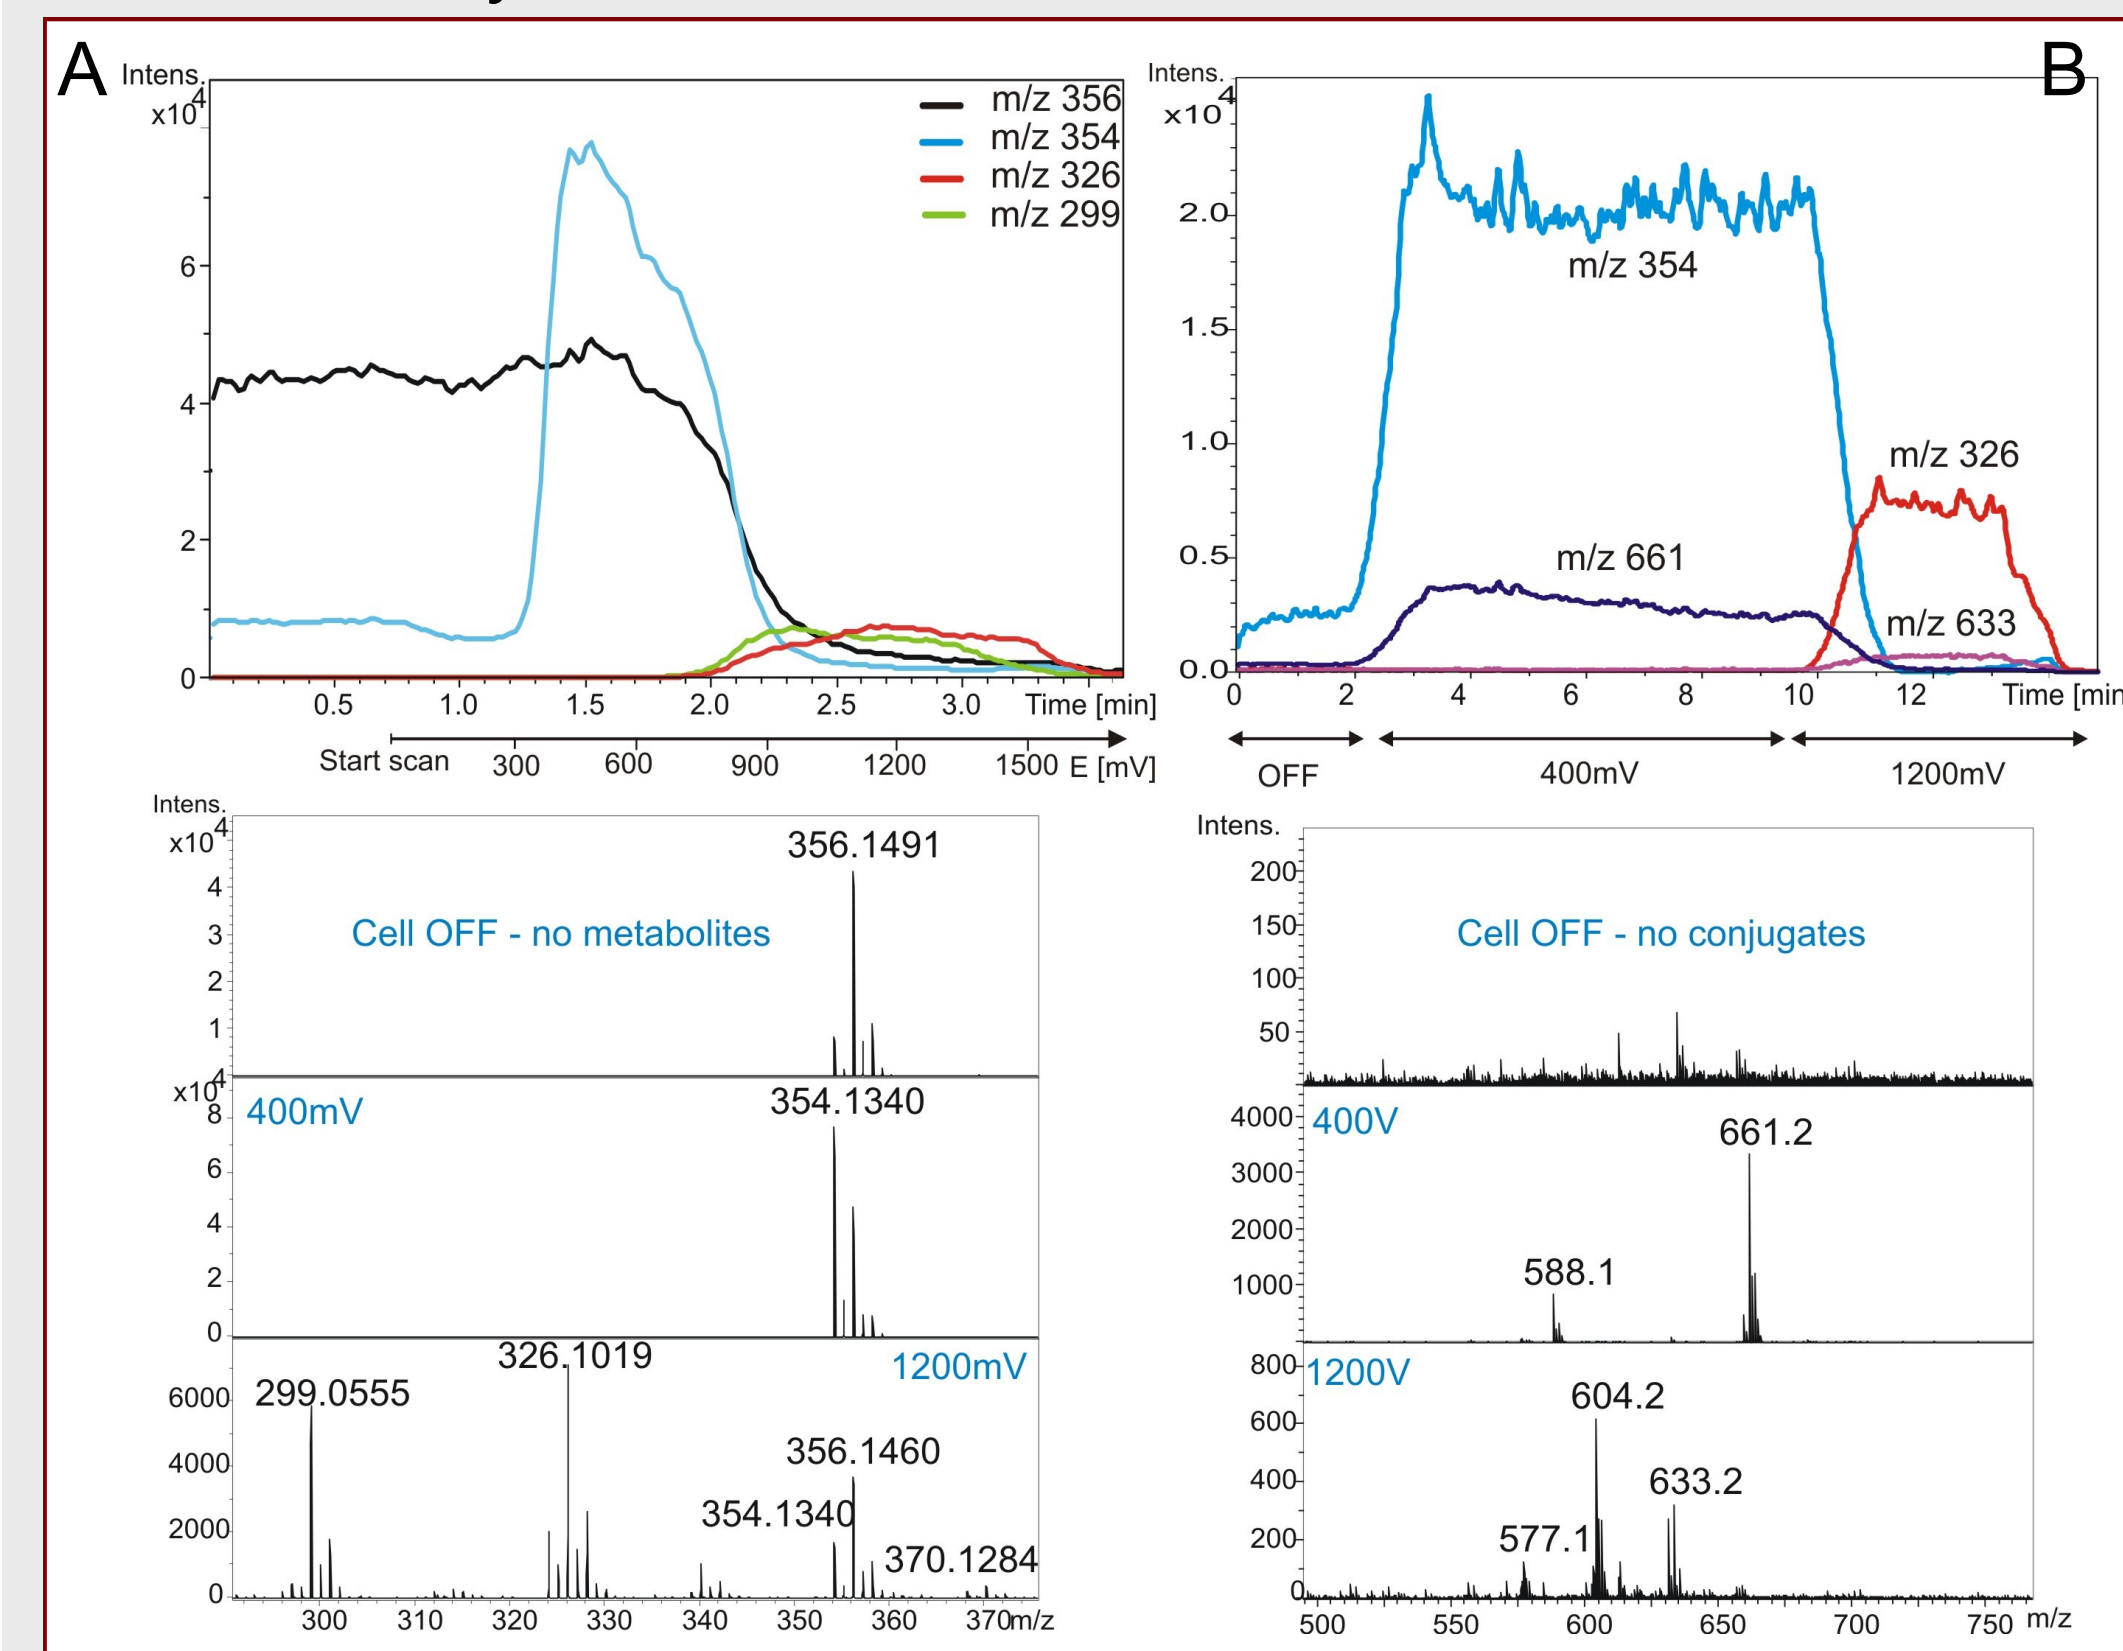 A
Intens.
x10^4
6
4
2
0
m/z 356
m/z 354
m/z 326
m/z 299
0.5 1.0 1.5 2.0 2.5 3.0 Time [min]
Start scan 300 600 900 1200 1500 E [mV]
B
Intens.
x10^4
2.0
1.5
1.0
0.5
0.0
m/z 354
m/z 326
m/z 661
m/z 633
0 2 4 6 8 10 12 Time [min
OFF 400mV 1200mV
Intens.
x10^4
4
3
2
1
356.1491
Cell OFF - no metabolites
x10^4
8
6
4
2
0
400mV
354.1340
6000
4000
2000
0
326.1019
1200mV
299.0555
356.1460
354.1340
370.1284
300 310 320 330 340 350 360 370 m/z
Intens.
200
150
100
50
Cell OFF - no conjugates
4000
3000
2000
1000
400V
661.2
588.1
800
600
400
200
0
1200V
604.2
633.2
577.1
500 550 600 650 700 750 m/z